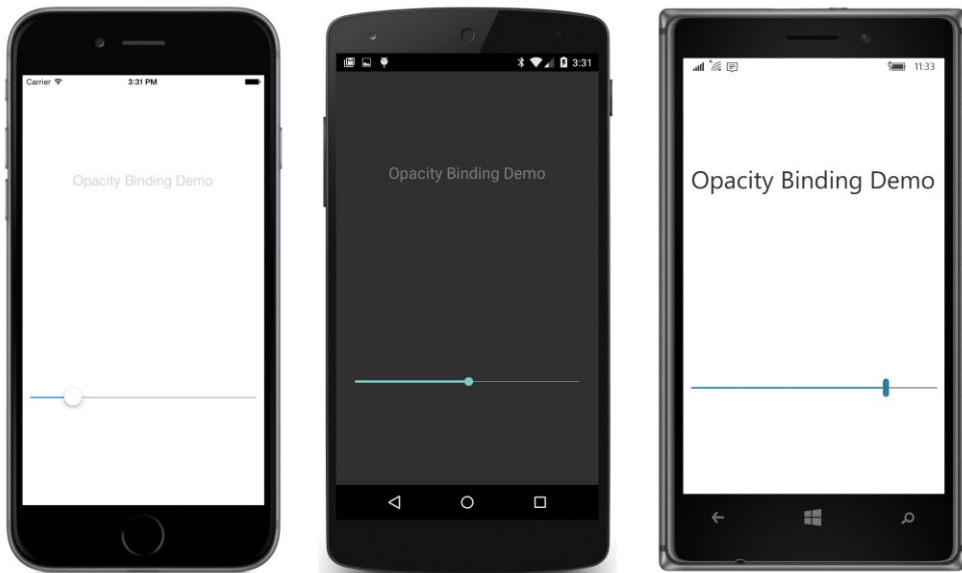 Carrier
3:31 PM
Opacity Binding Demo
3:31
Opacity Binding Demo
11:33
Opacity Binding Demo